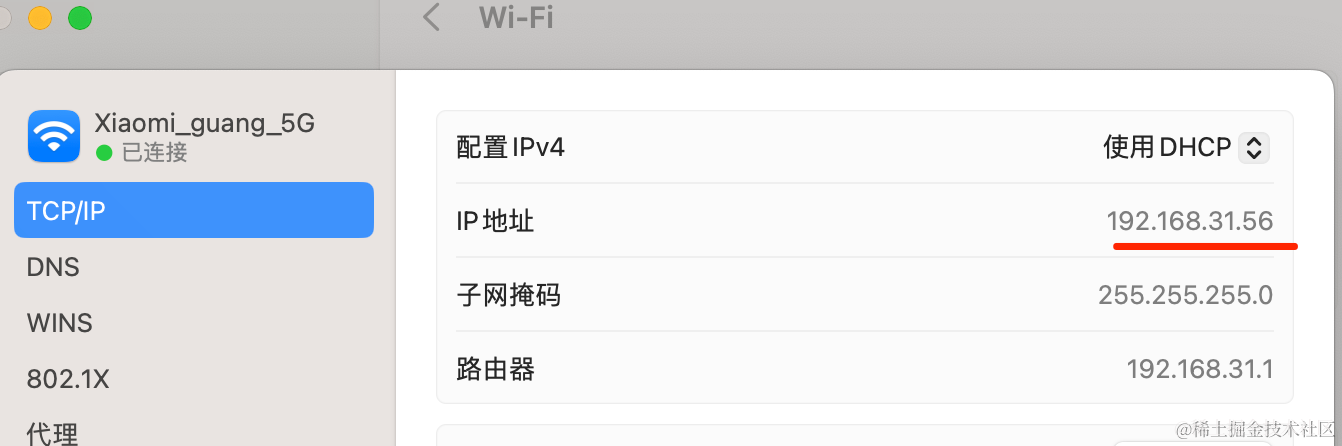 Wi-Fi
Xiaomi_guang_5G
已连接
TCP/IP
DNS
WINS
802.1X
代理
配置 IPv4
使用 DHCP
IP 地址
192.168.31.56
子网掩码
255.255.255.0
路由器
192.168.31.1
@稀土掘金技术社区